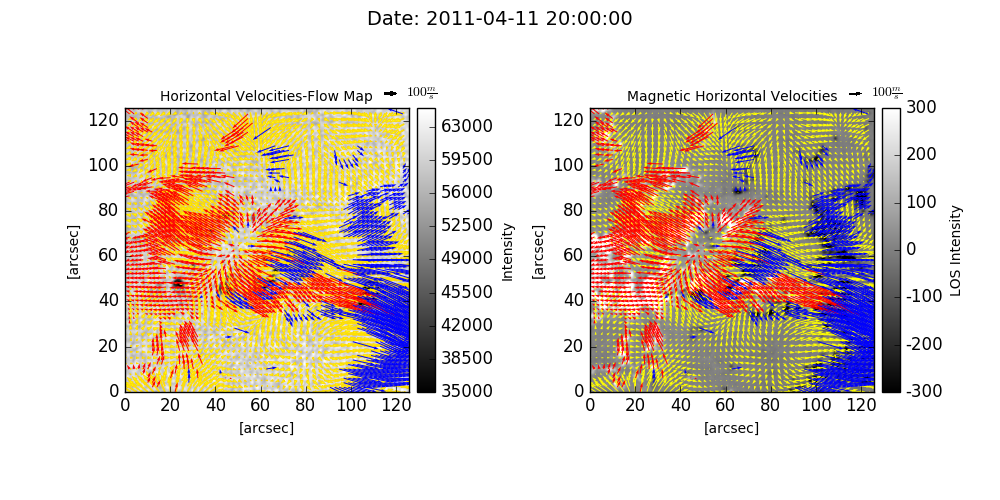 Date: 2011-04-11 20:00:00
Horizontal Velocities-Flow Map
100 m/s
120
100
80
60
40
20
0
0 20 40 60 80 100 120
[arcsec]
[arcsec]
63000
59500
56000
52500
49000
45500
42000
38500
35000
Intensity
Magnetic Horizontal Velocities
100 m/s
120
100
80
60
40
20
0
0 20 40 60 80 100 120
[arcsec]
[arcsec]
300
200
100
0
-100
-200
-300
LOS Intensity